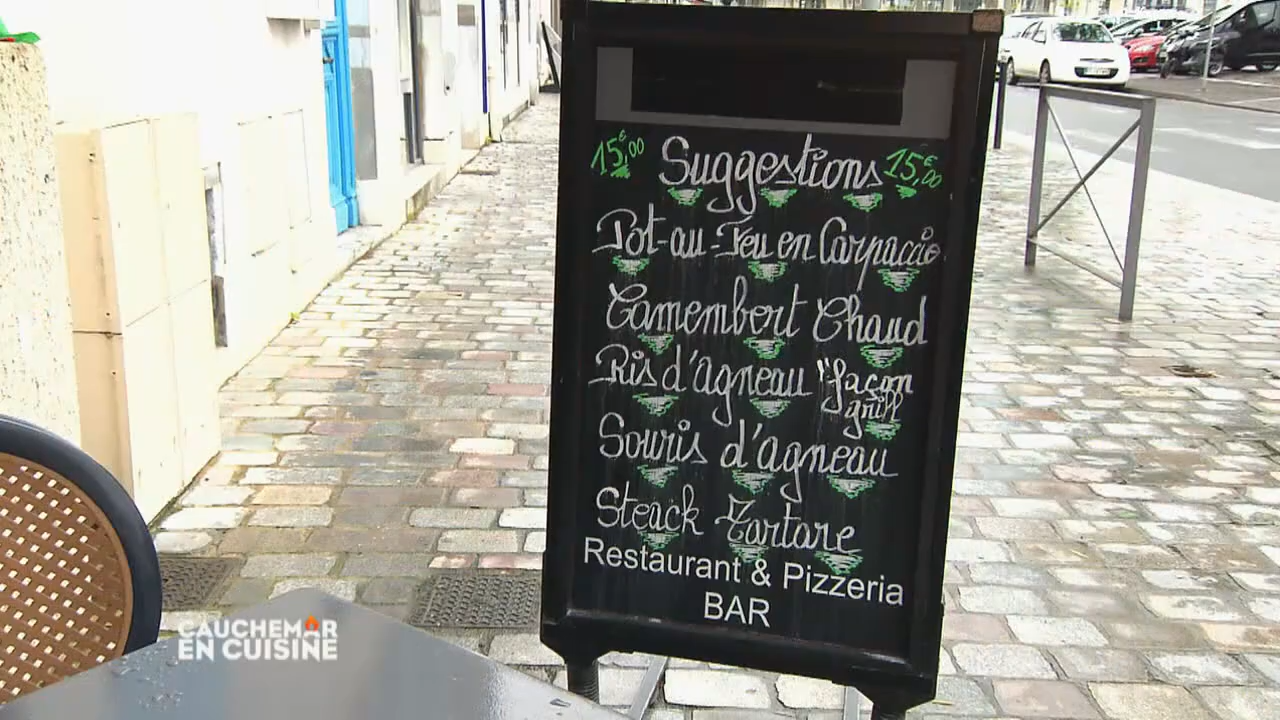 15,€00 Suggestions 15,€00
Pot-au-Feu en Carpaccio
Camembert Chaud
Ris d'Agneau "façon
grill"
Souris d'agneau
Steack Tartare
Restaurant & Pizzeria
BAR
CAUCHEMAR
EN CUISINE